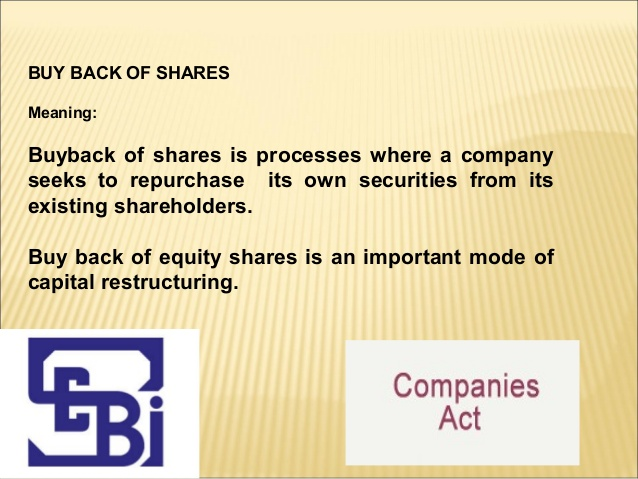 BUY BACK OF SHARES
Meaning:
Buyback of shares is processes where a company
seeks to repurchase its own securities from its
existing shareholders.
Buy back of equity shares is an important mode of
capital restructuring.
SEBi
Companies
Act